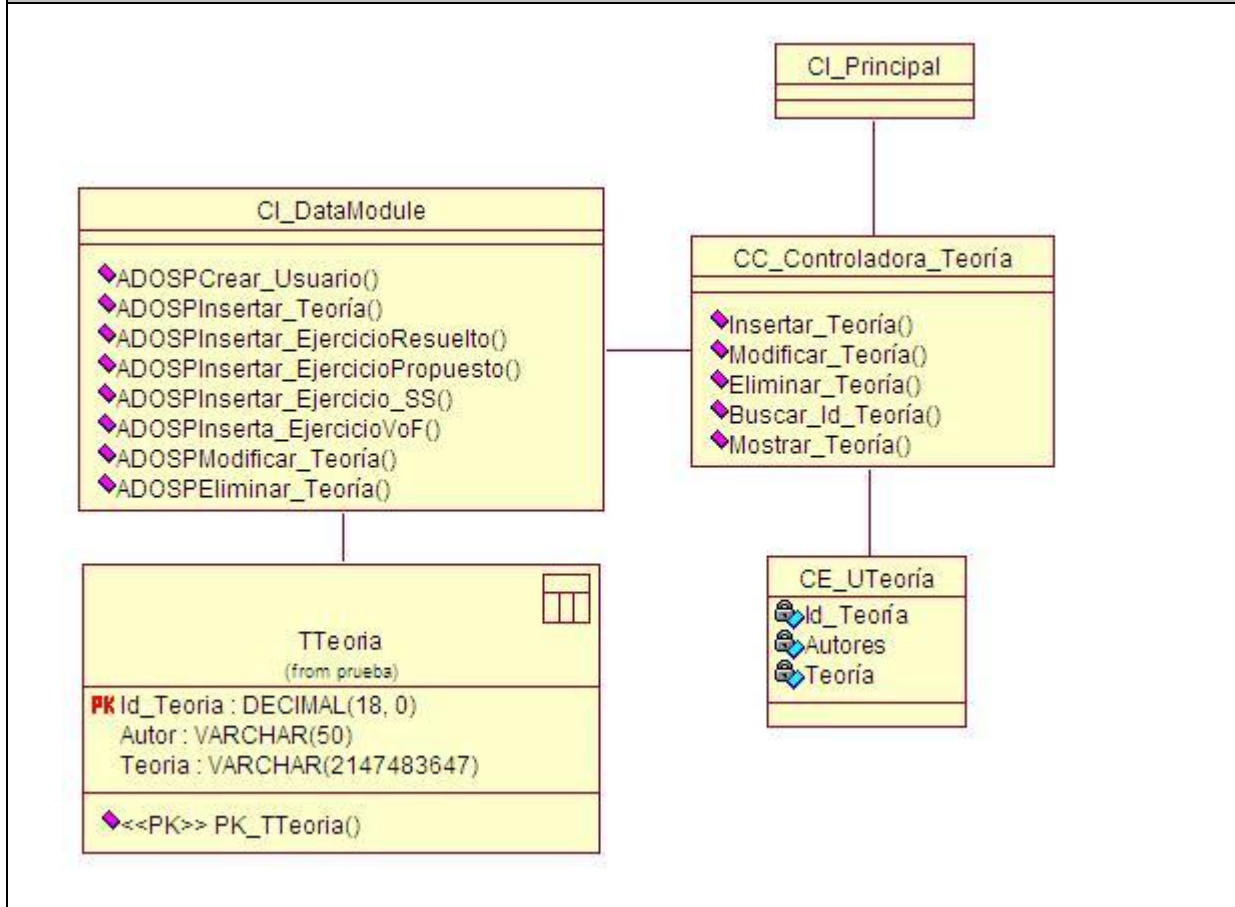 CI_Principal
CI_DataModule
ADOSPCrear_Usuario()
ADOSPInsertar_Teoría()
ADOSPInsertar_EjercicioResuelto()
ADOSPInsertar_EjercicioPropuesto()
ADOSPInsertar_Ejercicio_SS()
ADOSPInserta_EjercicioVoF()
ADOSPModificar_Teoría()
ADOSPEliminar_Teoría()
CC_Controladora_Teoría
Insertar_Teoría()
Modificar_Teoría()
Eliminar_Teoría()
Buscar_Id_Teoría()
Mostrar_Teoría()
TTeoria
(from prueba)
PK Id_Teoria : DECIMAL(18, 0)
Autor : VARCHAR(50)
Teoria : VARCHAR(2147483647)
<<PK>> PK_TTeoria()
CE_UTeoría
Id_Teoría
Autores
Teoría